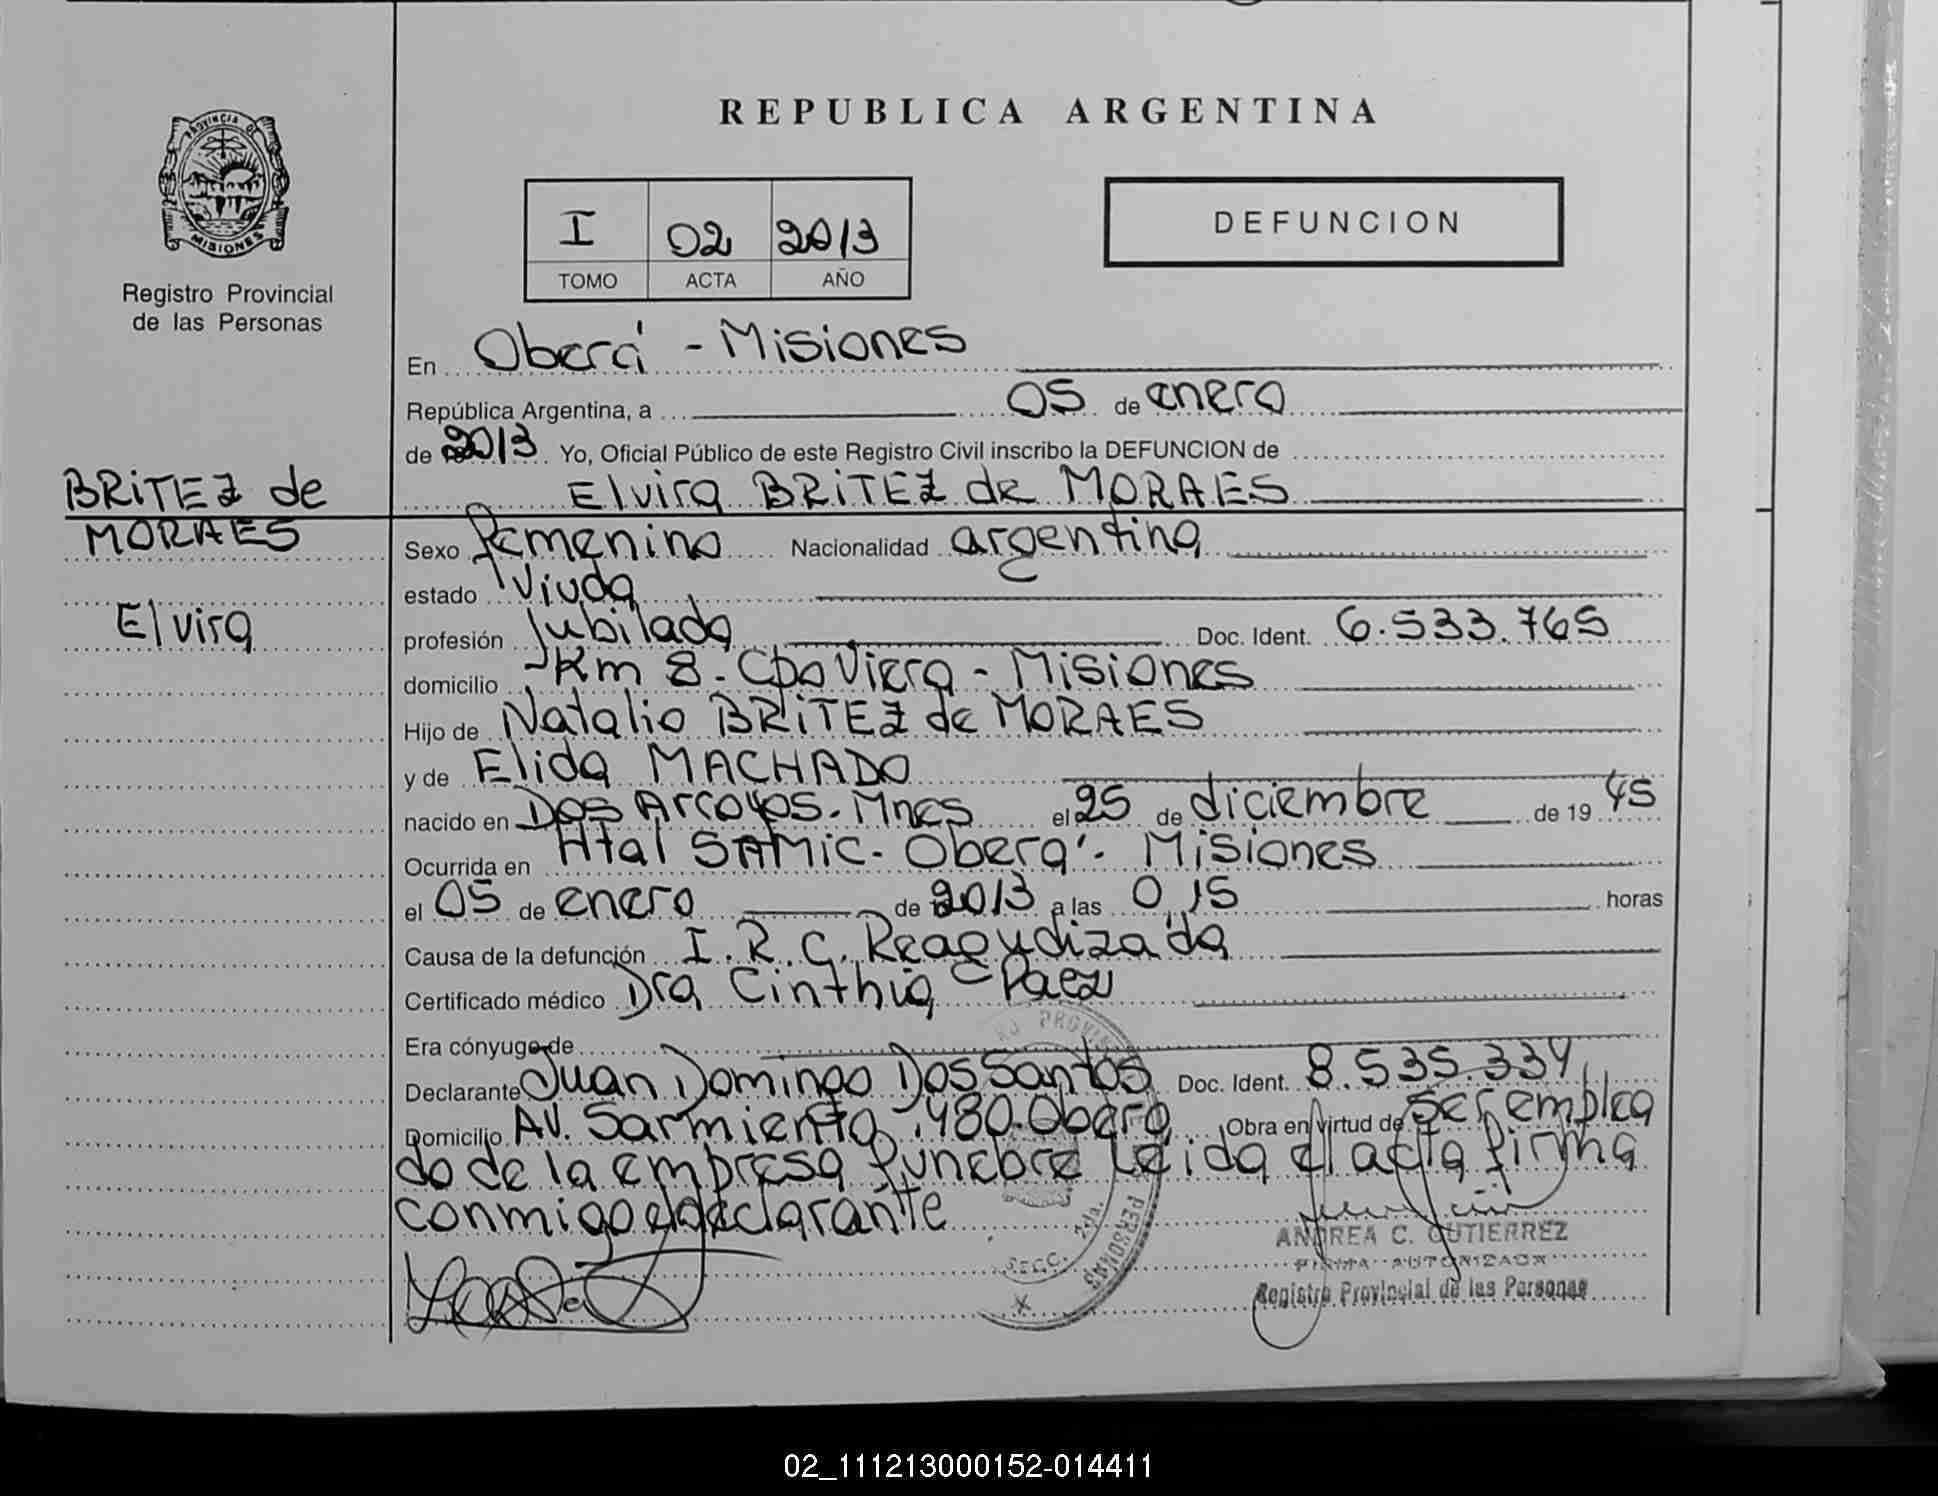 REPUBLICA ARGENTINA
PROVINCIA DE
MISIONES
Registro Provincial
de las Personas
I 02 2013
TOMO ACTA AÑO
DEFUNCION
En Oberá - Misiones
República Argentina, a 05 de enero
de 2013 Yo, Oficial Público de este Registro Civil inscribo la DEFUNCION de
Elvira BRITEZ de MORAES
BRITEZ de
MORAES
Elvira
Sexo femenino Nacionalidad argentina
estado Viuda
profesión Jubilada Doc. Ident. 6.533.765
domicilio Km 8 - Cpo Viera - Misiones
Hijo de Natalio BRITEZ de MORAES
y de Elida MACHADO
nacido en Dos Arroyos. Mnes el 25 de diciembre de 19 45
Ocurrida en Htal SAMIC - Oberá - Misiones
el 05 de enero de 2013 a las 0,15 horas
Causa de la defunción I. R. C. Reagudizada
Certificado médico Dra Cinthia Paez
Era cónyuge de
Declarante Juan Domingo Dos Santos Doc. Ident. 8.535.334
Domicilio AV. Sarmiento 1480. Oberá Obra en virtud de Ser emplea
do de la empresa fúnebre Leida el acta firma
conmigo el declarante
SECC. 2da.
PERSONAS
ANDREA C. GUTIERREZ
FIRMA AUTORIZADA
Registro Provincial de las Personas
02_111213000152-014411